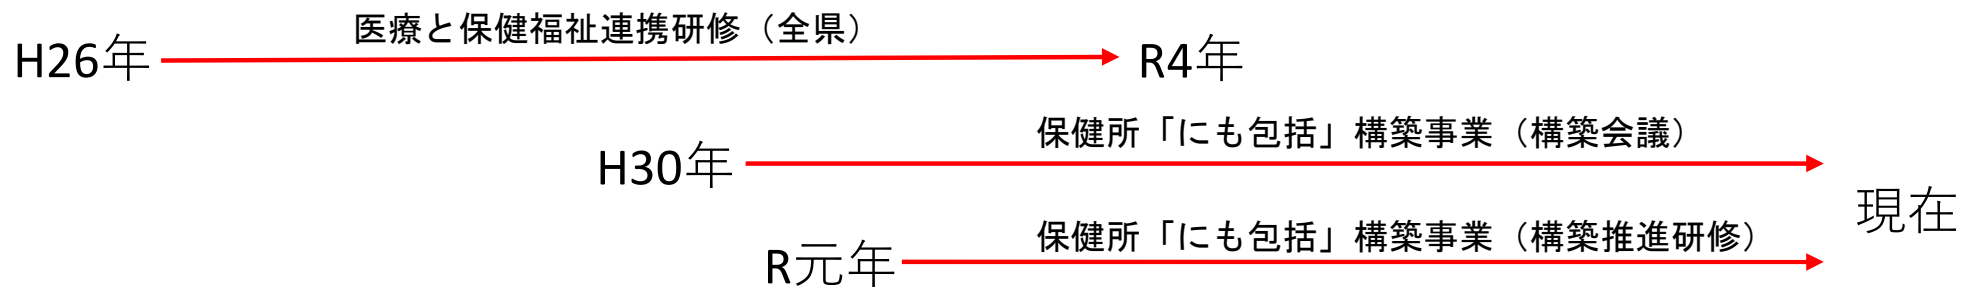 医療と保健福祉連携研修（全県）
H26年
R4年
保健所「にも包括」構築事業（構築会議）
H30年
現在
保健所「にも包括」構築事業（構築推進研修）
R元年